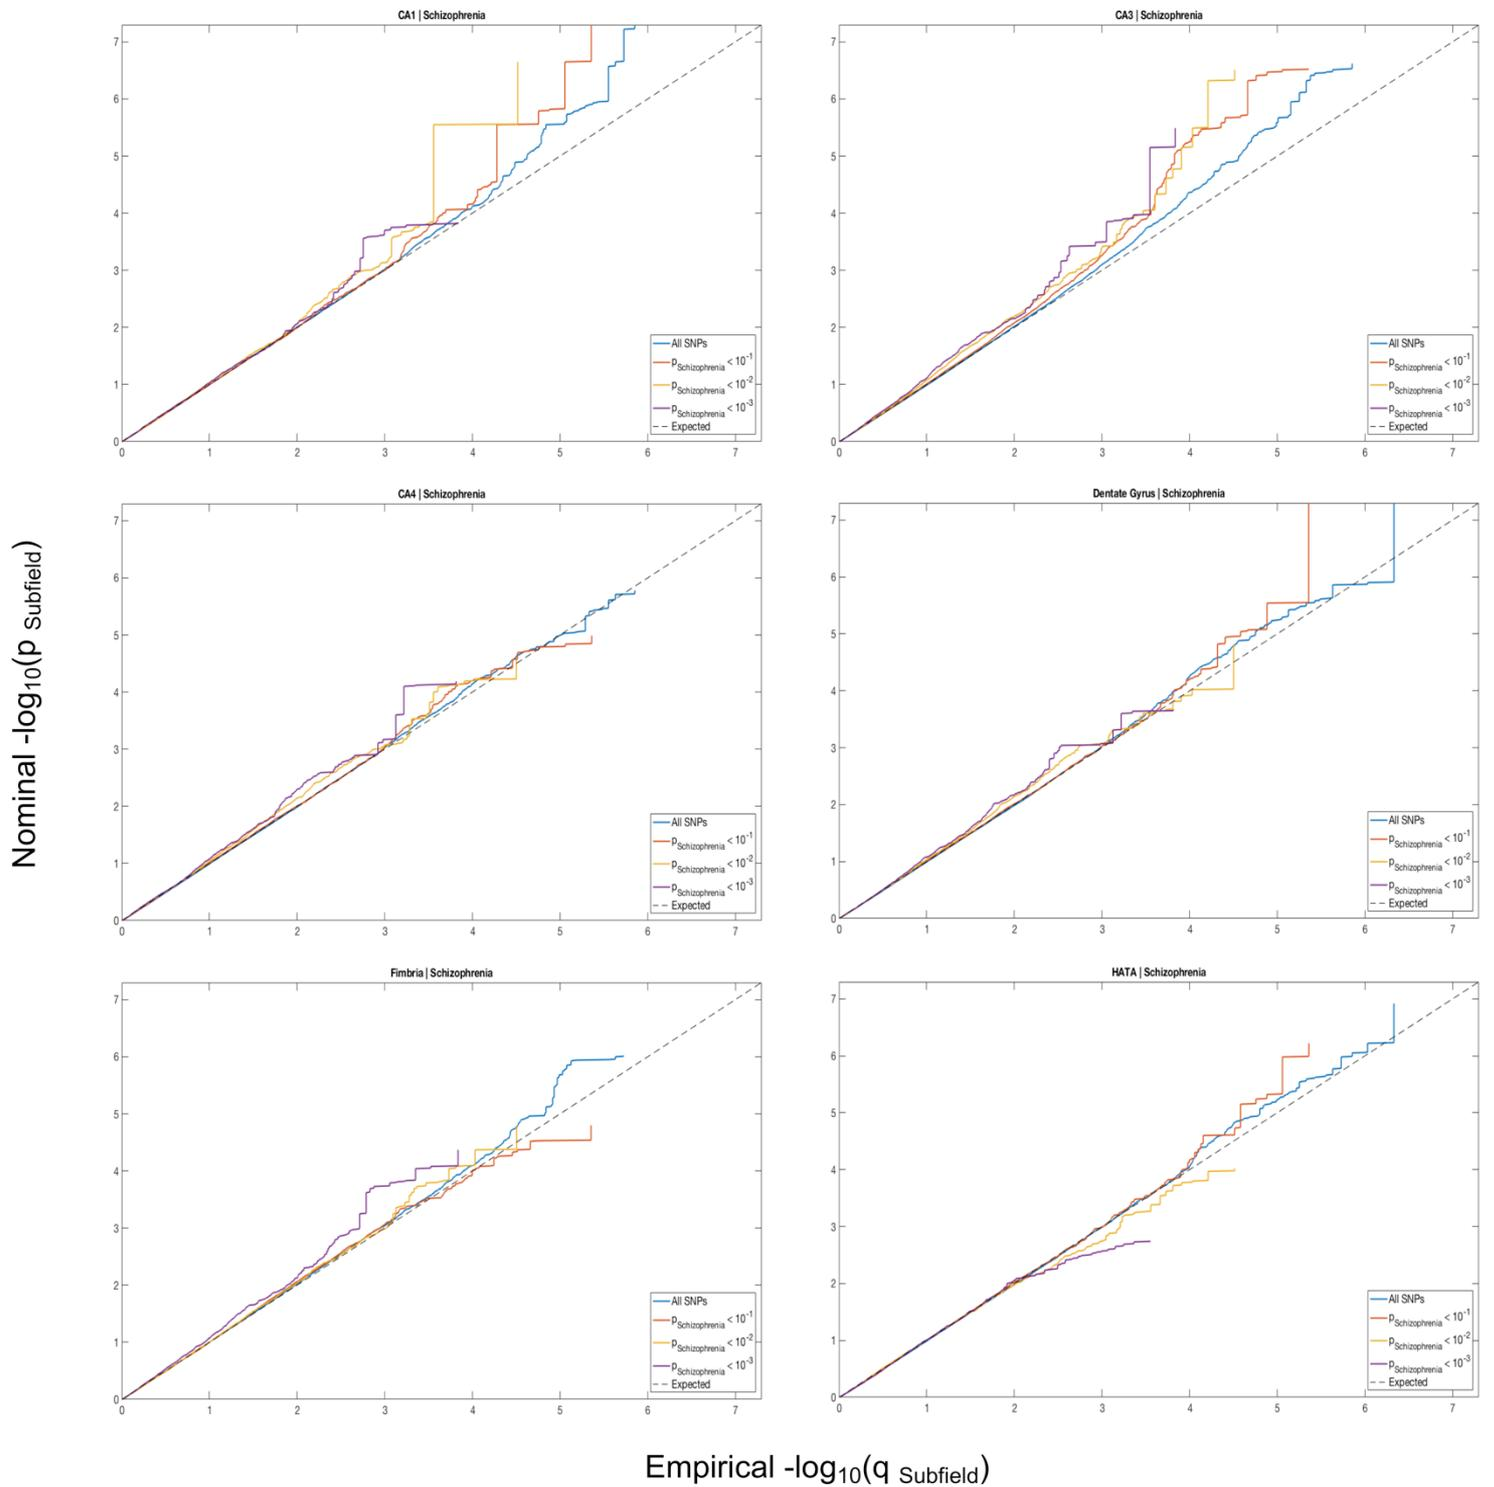 CA1 | Schizophrenia
7
6
5
4
3
2
1
0
0 1 2 3 4 5 6 7
All SNPs
pSchizophrenia < 10-1
pSchizophrenia < 10-2
pSchizophrenia < 10-3
Expected
CA3 | Schizophrenia
7
6
5
4
3
2
1
0
0 1 2 3 4 5 6 7
All SNPs
pSchizophrenia < 10-1
pSchizophrenia < 10-2
pSchizophrenia < 10-3
Expected
CA4 | Schizophrenia
7
6
5
4
3
2
1
0
0 1 2 3 4 5 6 7
All SNPs
pSchizophrenia < 10-1
pSchizophrenia < 10-2
pSchizophrenia < 10-3
Expected
Dentate Gyrus | Schizophrenia
7
6
5
4
3
2
1
0
0 1 2 3 4 5 6 7
All SNPs
pSchizophrenia < 10-1
pSchizophrenia < 10-2
pSchizophrenia < 10-3
Expected
Fimbria | Schizophrenia
7
6
5
4
3
2
1
0
0 1 2 3 4 5 6 7
All SNPs
pSchizophrenia < 10-1
pSchizophrenia < 10-2
pSchizophrenia < 10-3
Expected
HATA | Schizophrenia
7
6
5
4
3
2
1
0
0 1 2 3 4 5 6 7
All SNPs
pSchizophrenia < 10-1
pSchizophrenia < 10-2
pSchizophrenia < 10-3
Expected
Nominal -log10(p Subfield)
Empirical -log10(q Subfield)